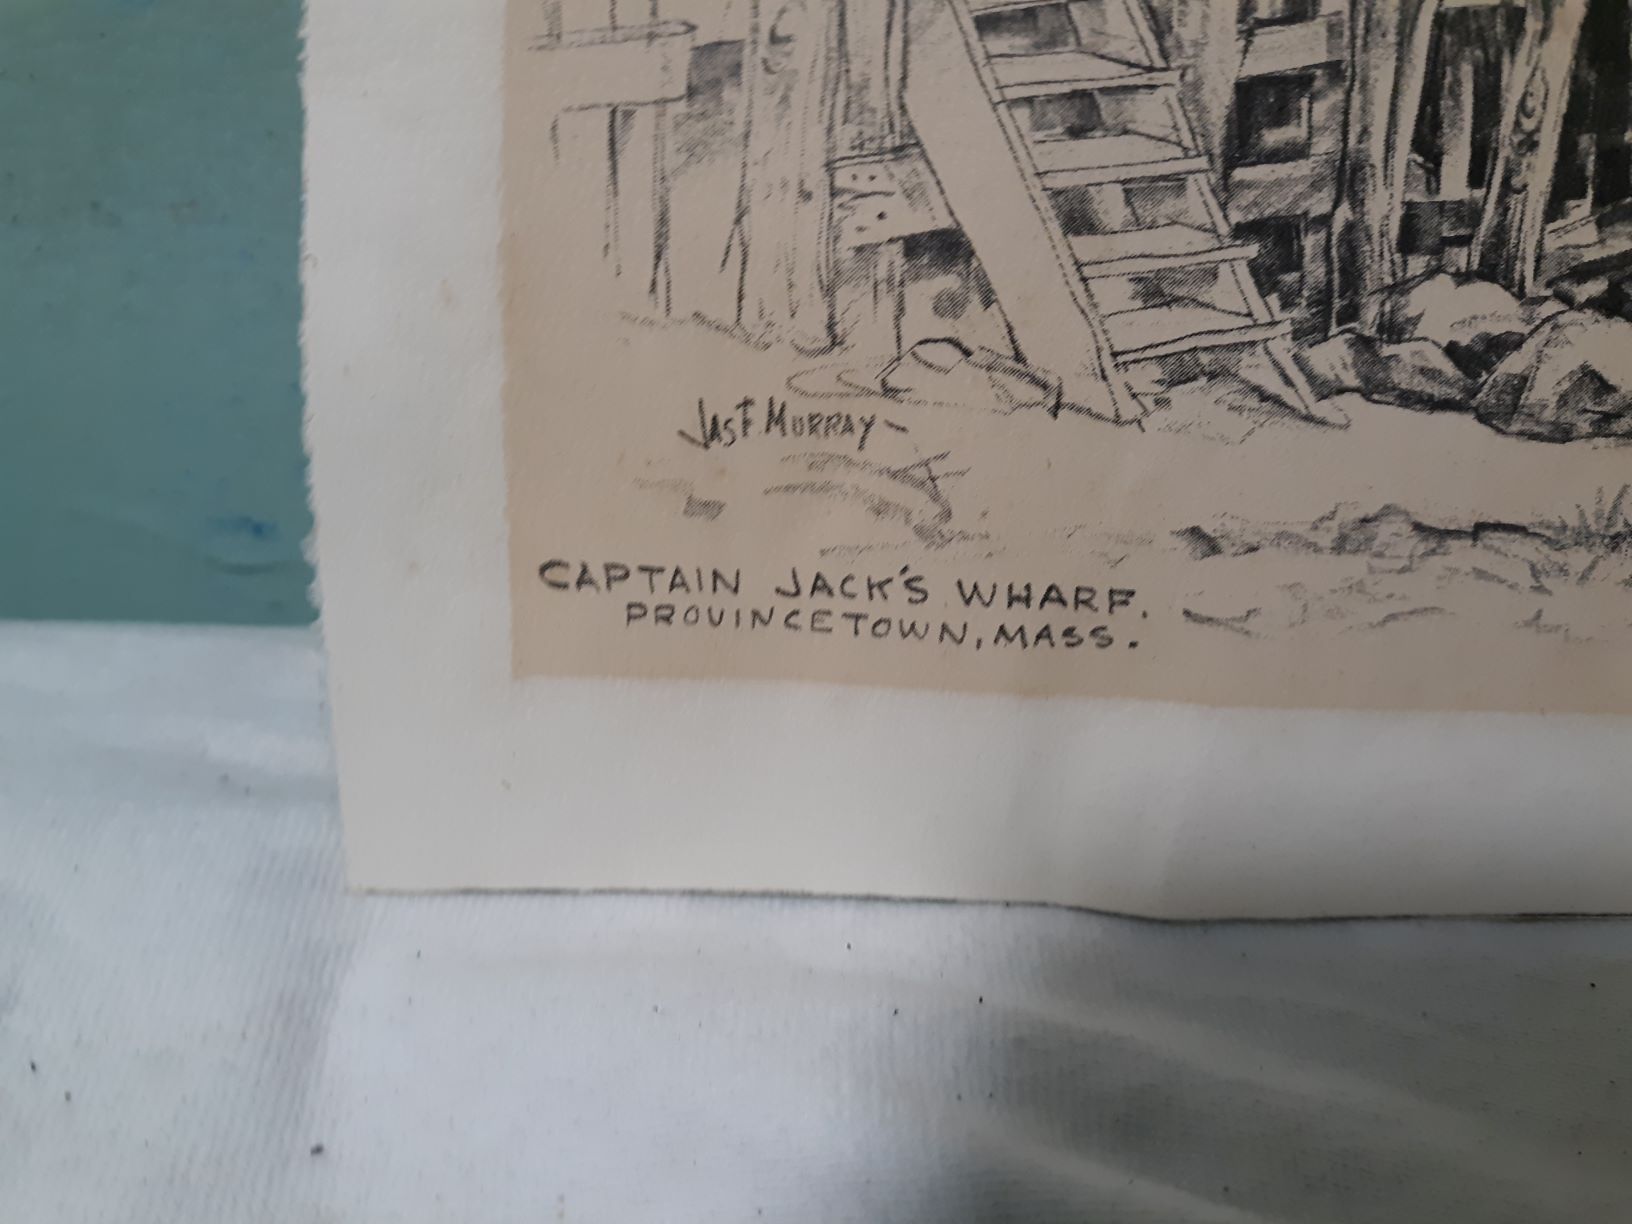 JAS F. MURRAY
CAPTAIN JACK'S WHARF.
PROVINCETOWN, MASS.